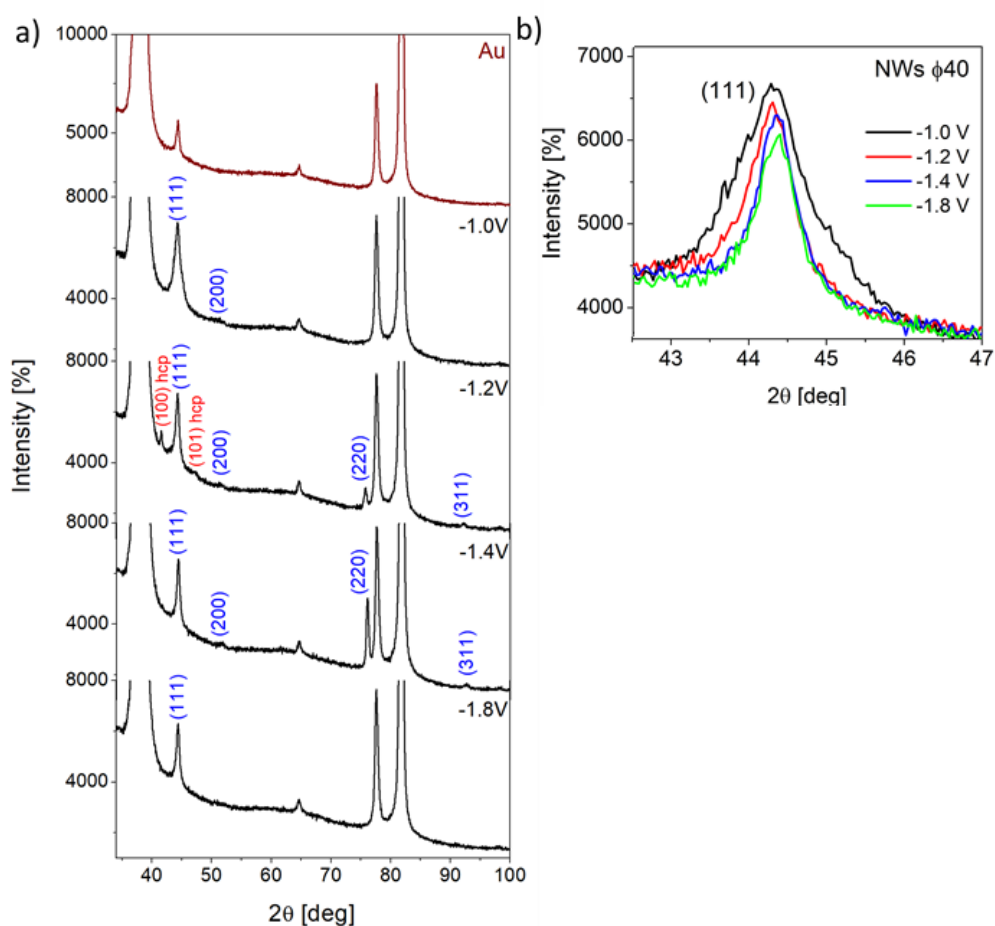 a)
10000
Au
5000
8000
-1.0V
(111)
(200)
4000
8000
-1.2V
(100) hcp
(111)
(101) hcp
(200)
(220)
(311)
4000
8000
-1.4V
(111)
(200)
(220)
(311)
4000
8000
-1.8V
(111)
4000
Intensity [%]
40 50 60 70 80 90 100
2θ [deg]
b)
7000
NWs ϕ40
(111)
-1.0 V
6000
-1.2 V
-1.4 V
-1.8 V
5000
4000
Intensity [%]
43 44 45 46 47
2θ [deg]